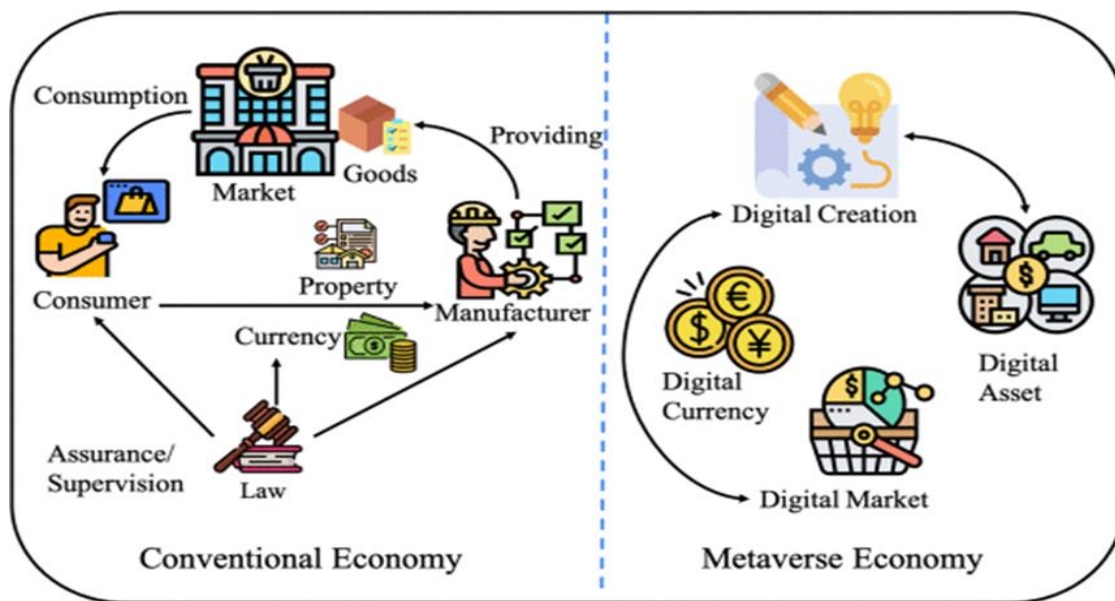 Consumption
Providing
Market
Goods
Consumer
Property
Manufacturer
Currency
Assurance/
Supervision
Law
Conventional Economy
Digital Creation
Digital
Currency
Digital
Asset
Digital Market
Metaverse Economy